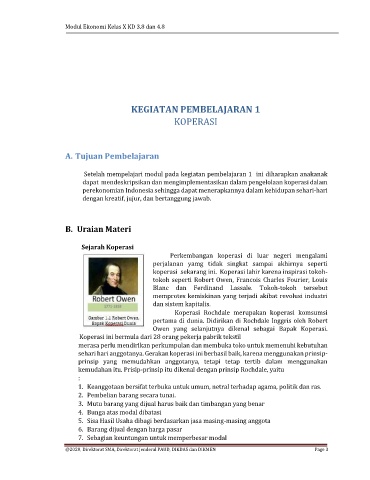 Modul Ekonomi Kelas X KD 3.8 dan 4.8
KEGIATAN PEMBELAJARAN 1
KOPERASI
A. Tujuan Pembelajaran
Setelah mempelajari modul pada kegiatan pembelajaran 1 ini diharapkan anakanak
dapat mendeskripsikan dan mengimplementasikan dalam pengelolaan koperasi dalam
perekonomian Indonesia sehingga dapat menerapkannya dalam kehidupan sehari-hari
dengan kreatif, jujur, dan bertanggung jawab.
B. Uraian Materi
Sejarah Koperasi
Perkembangan koperasi di luar negeri mengalami
perjalanan yamg tidak singkat sampai akhirnya seperti
koperasi sekarang ini. Koperasi lahir karena inspirasi tokoh-
tokoh seperti Robert Owen, Francois Charles Fourier, Louis
Blanc dan Ferdinand Lassale. Tokoh-tokoh tersebut
memprotes kemiskinan yang terjadi akibat revolusi industri
dan sistem kapitalis.
Robert Owen
1771-1858
Gambar 1.1 Robert Owen,
Bapak Koperasi Dunia
Koperasi Rochdale merupakan koperasi komsumsi
pertama di dunia. Didirikan di Rochdale Inggris oleh Robert
Owen yang selanjutnya dikenal sebagai Bapak Koperasi.
Koperasi ini bermula dari 28 orang pekerja pabrik tekstil
merasa perlu mendirikan perkumpulan dan membuka toko untuk memenuhi kebutuhan
sehari hari anggotanya. Gerakan koperasi ini berhasil baik, karena menggunakan prinsip-
prinsip yang memudahkan anggotanya, tetapi tetap tertib dalam menggunakan
kemudahan itu. Prisip-prinsip itu dikenal dengan prinsip Rochdale, yaitu
:
1. Keanggotaan bersifat terbuka untuk umum, netral terhadap agama, politik dan ras.
2. Pembelian barang secara tunai.
3. Mutu barang yang dijual harus baik dan timbangan yang benar
4. Bunga atas modal dibatasi
5. Sisa Hasil Usaha dibagi berdasarkan jasa masing-masing anggota
6. Barang dijual dengan harga pasar
7. Sebagian keuntungan untuk memperbesar modal
@2020, Direktorat SMA, Direktorat Jenderal PAUD, DIKDAS dan DIKMEN Page 3